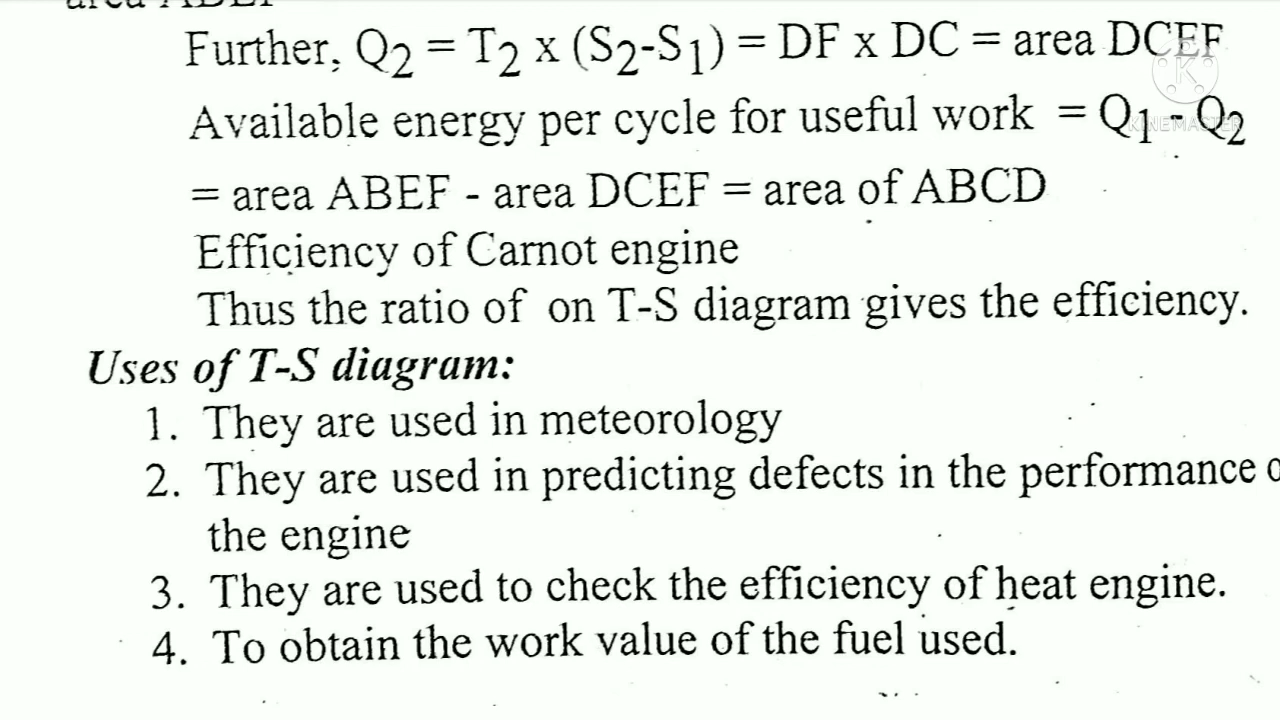 area ABEF
Further, Q2 = T2 x (S2-S1) = DF x DC = area DCEF
Available energy per cycle for useful work = Q1 - Q2
KINEMASTER
= area ABEF - area DCEF = area of ABCD
Efficiency of Carnot engine
Thus the ratio of on T-S diagram gives the efficiency.
Uses of T-S diagram:
1. They are used in meteorology
2. They are used in predicting defects in the performance o
the engine
3. They are used to check the efficiency of heat engine.
4. To obtain the work value of the fuel used.